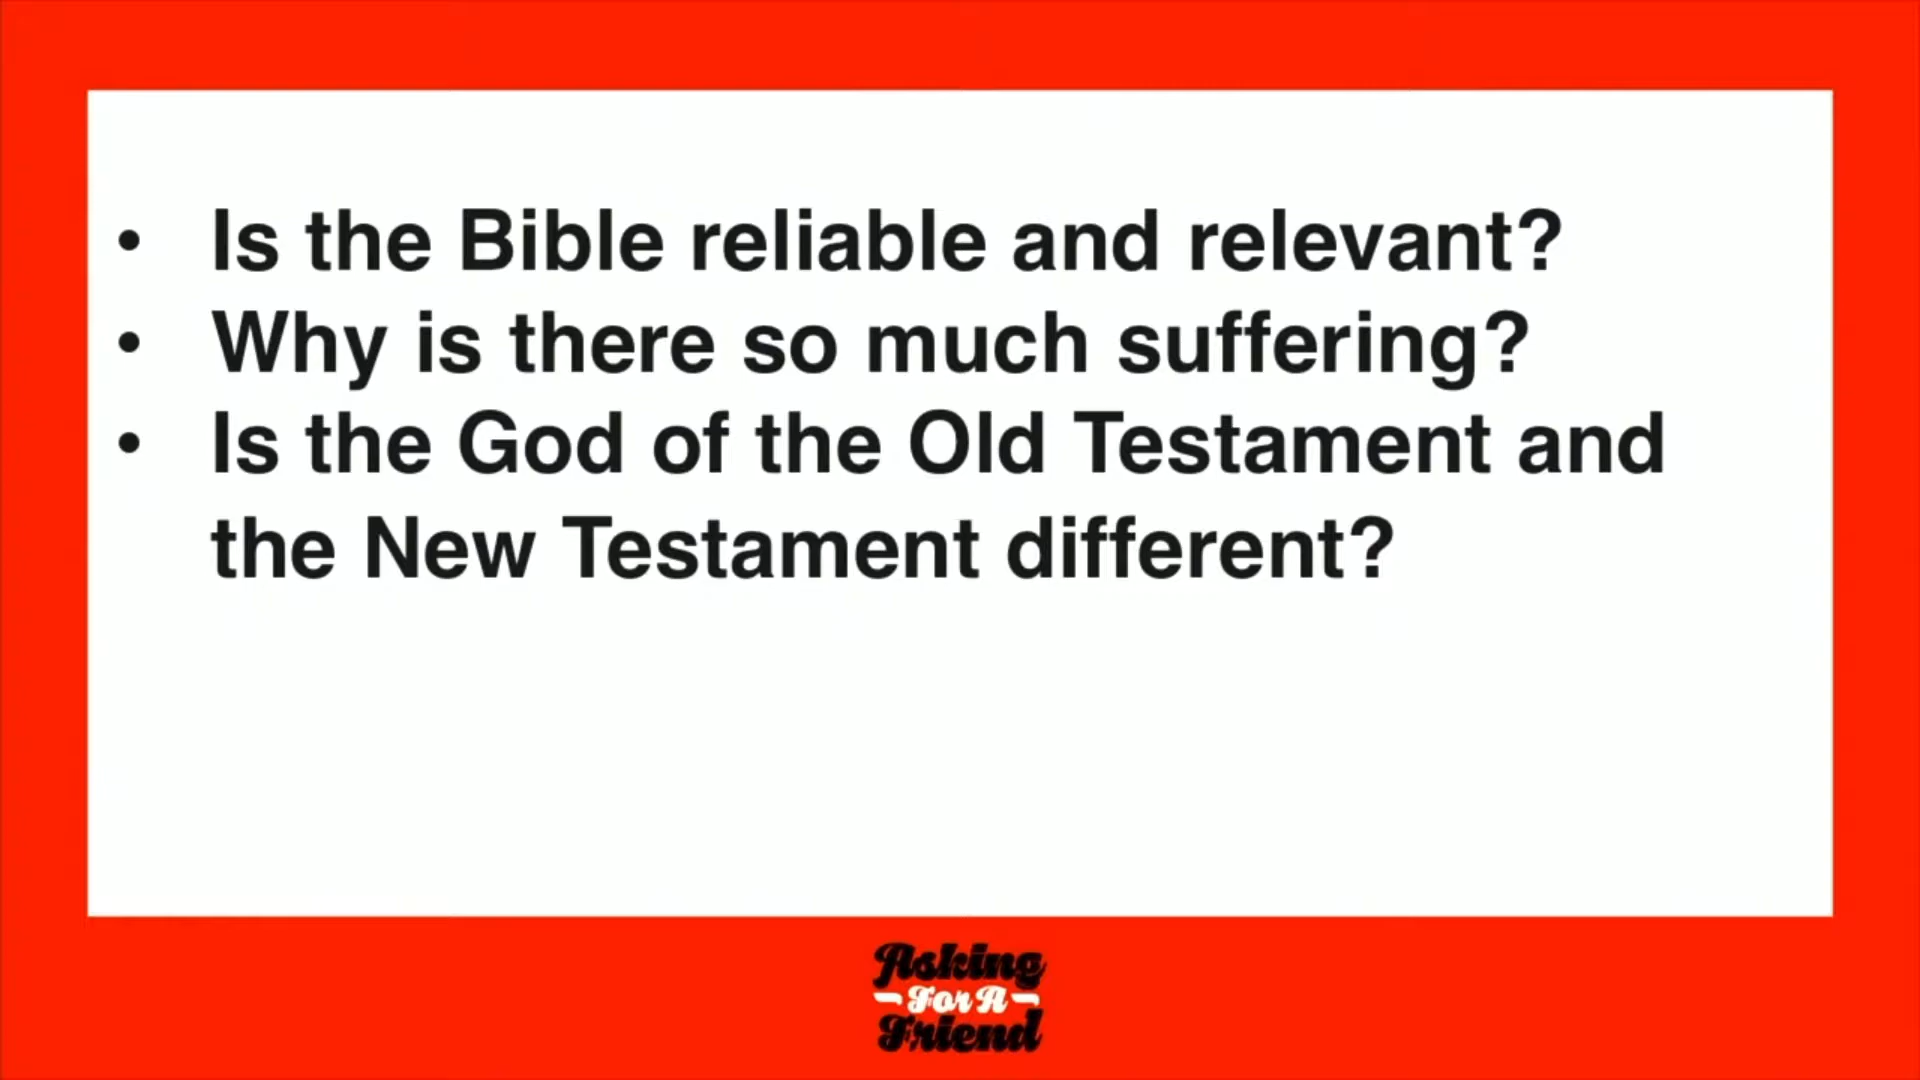 • Is the Bible reliable and relevant?
• Why is there so much suffering?
• Is the God of the Old Testament and
the New Testament different?
Asking
For A
Friend